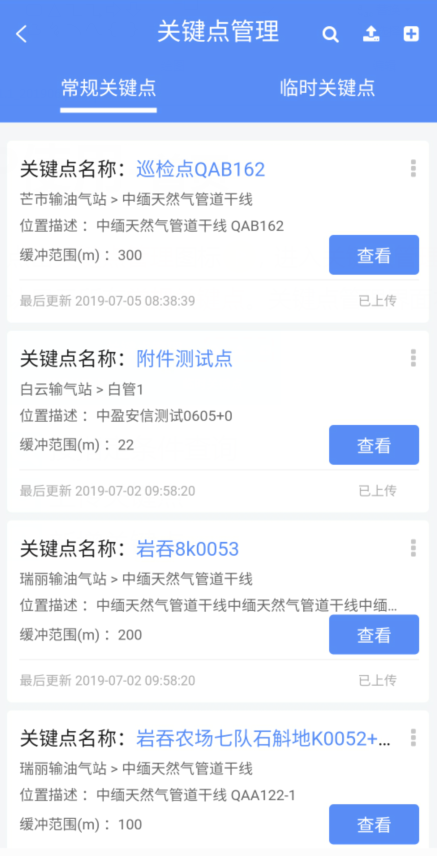 关键点管理
常规关键点 临时关键点
关键点名称：巡检点QAB162
芒市输油气站 > 中缅天然气管道干线
位置描述 ：中缅天然气管道干线 QAB162
缓冲范围(m) ：300
查看
最后更新 2019-07-05 08:38:39 已上传
关键点名称：附件测试点
白云输气站 > 白管1
位置描述 ：中盈安信测试0605+0
缓冲范围(m) ：22
查看
最后更新 2019-07-02 09:58:20 已上传
关键点名称：岩吞8k0053
瑞丽输油气站 > 中缅天然气管道干线
位置描述 ：中缅天然气管道干线中缅天然气管道干线中缅...
缓冲范围(m) ：200
查看
最后更新 2019-07-02 09:58:20 已上传
关键点名称：岩吞农场七队石斛地K0052+...
瑞丽输油气站 > 中缅天然气管道干线
位置描述 ：中缅天然气管道干线 QAA122-1
缓冲范围(m) ：100
查看